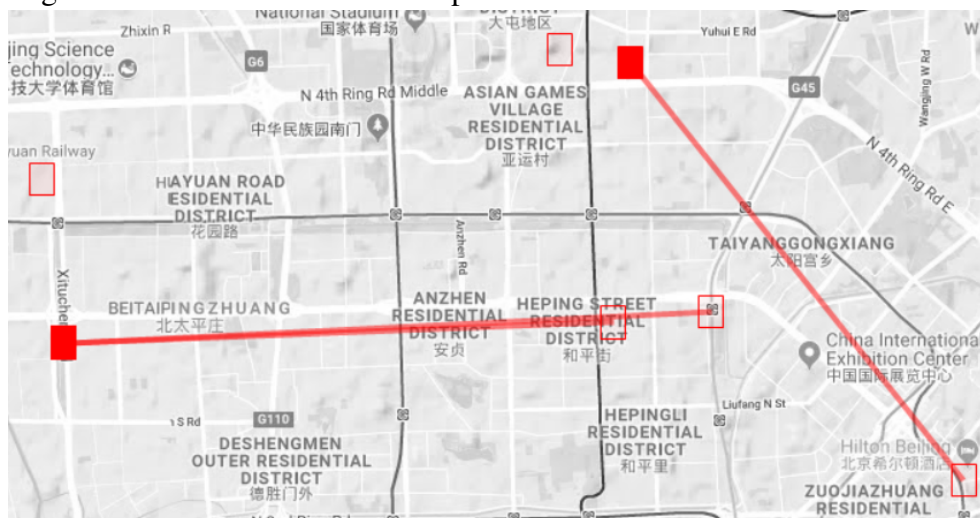 National Stadium
国家体育场
大屯地区
Zhixin R
Yuhui E Rd
jing Science
echnology...
技大学体育馆
G6
N 4th Ring Rd Middle
G45
Wangjing W Rd
中华民族园南门
ASIAN GAMES
VILLAGE
RESIDENTIAL
DISTRICT
亚运村
yuan Railway
N 4th Ring Rd E
AYUAN ROAD
ESIDENTIAL
DISTRICT
花园路
Anzhen Rd
TAIYANGGONGXIANG
太阳宫乡
BEITAIPINGZHUANG
北太平庄
ANZHEN
RESIDENTIAL
DISTRICT
安贞
HEPING STREET
RESIDENTIAL
DISTRICT
和平街
China International
Exhibition Center
中国国际展览中心
n S Rd
G110
Liufang N St
HEPINGLI
RESIDENTIAL
DISTRICT
和平里
DESHENGMEN
OUTER RESIDENTIAL
DISTRICT
德胜门外
Hilton Beijing
北京希尔顿酒店
ZUOJIAZHUANG
RESIDENTIAL